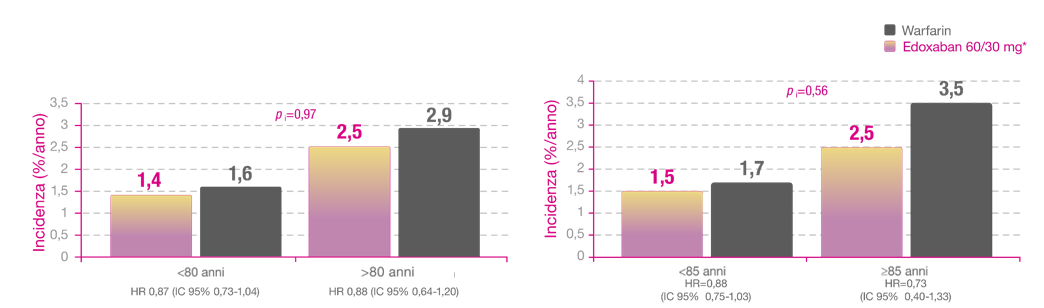 Warfarin
Edoxaban 60/30 mg*
Incidenza (%/anno)
3,5
3
2,5
2
1,5
1
0,5
0
p i=0,97
1,4
1,6
2,5
2,9
<80 anni
>80 anni
HR 0,87 (IC 95% 0,73-1,04)
HR 0,88 (IC 95% 0,64-1,20)
Incidenza (%/anno)
4
3,5
3
2,5
2
1,5
1
0,5
0
p i=0,56
1,5
1,7
2,5
3,5
<85 anni
HR=0,88
(IC 95% 0,75-1,03)
≥85 anni
HR=0,73
(IC 95% 0,40-1,33)